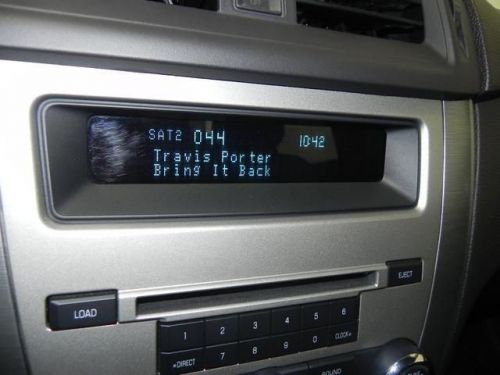 SAT2 044 10:42
Travis Porter
Bring It Back
LOAD
EJECT
1 2 3 4 5 6
DIRECT 7 8 9 0 CLOCK
SOUND